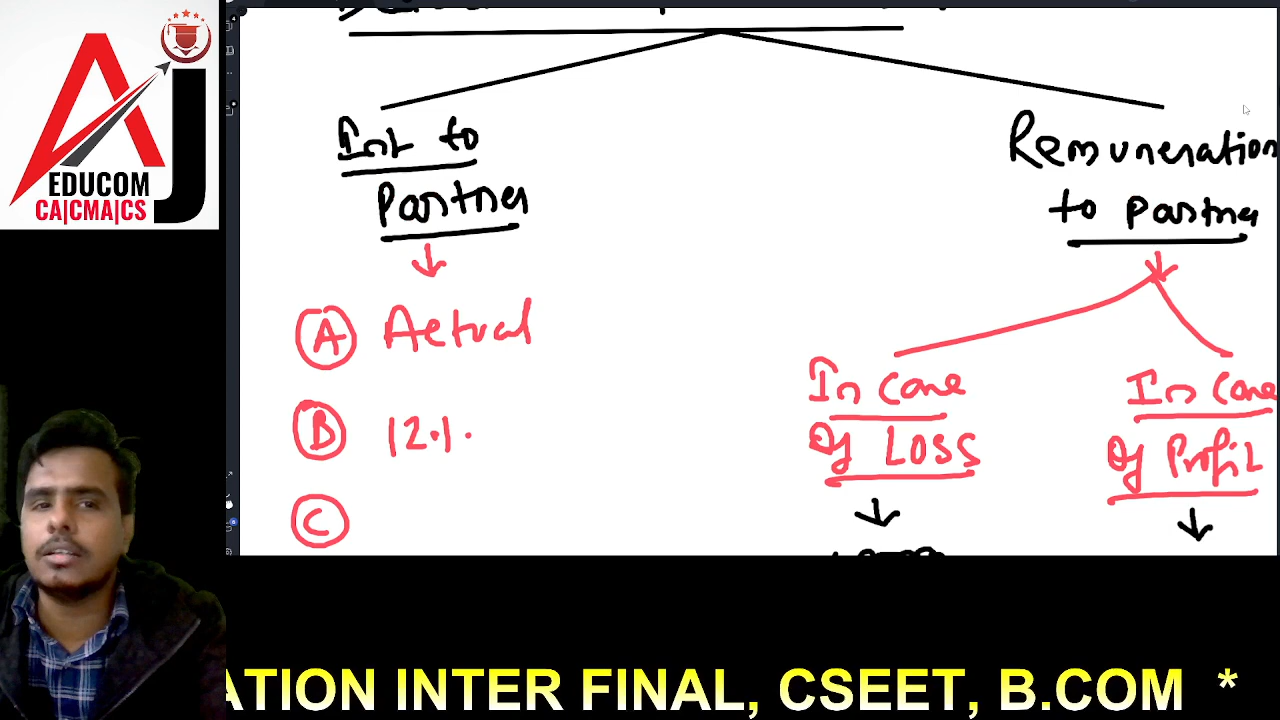 AJ
EDUCOM
CA|CMA|CS
Int to
Partner
Remuneration
to partner
(A) Actual
(B) 12%
(C)
In case
Of Loss
In case
Of Profit
ATION INTER FINAL, CSEET, B.COM *